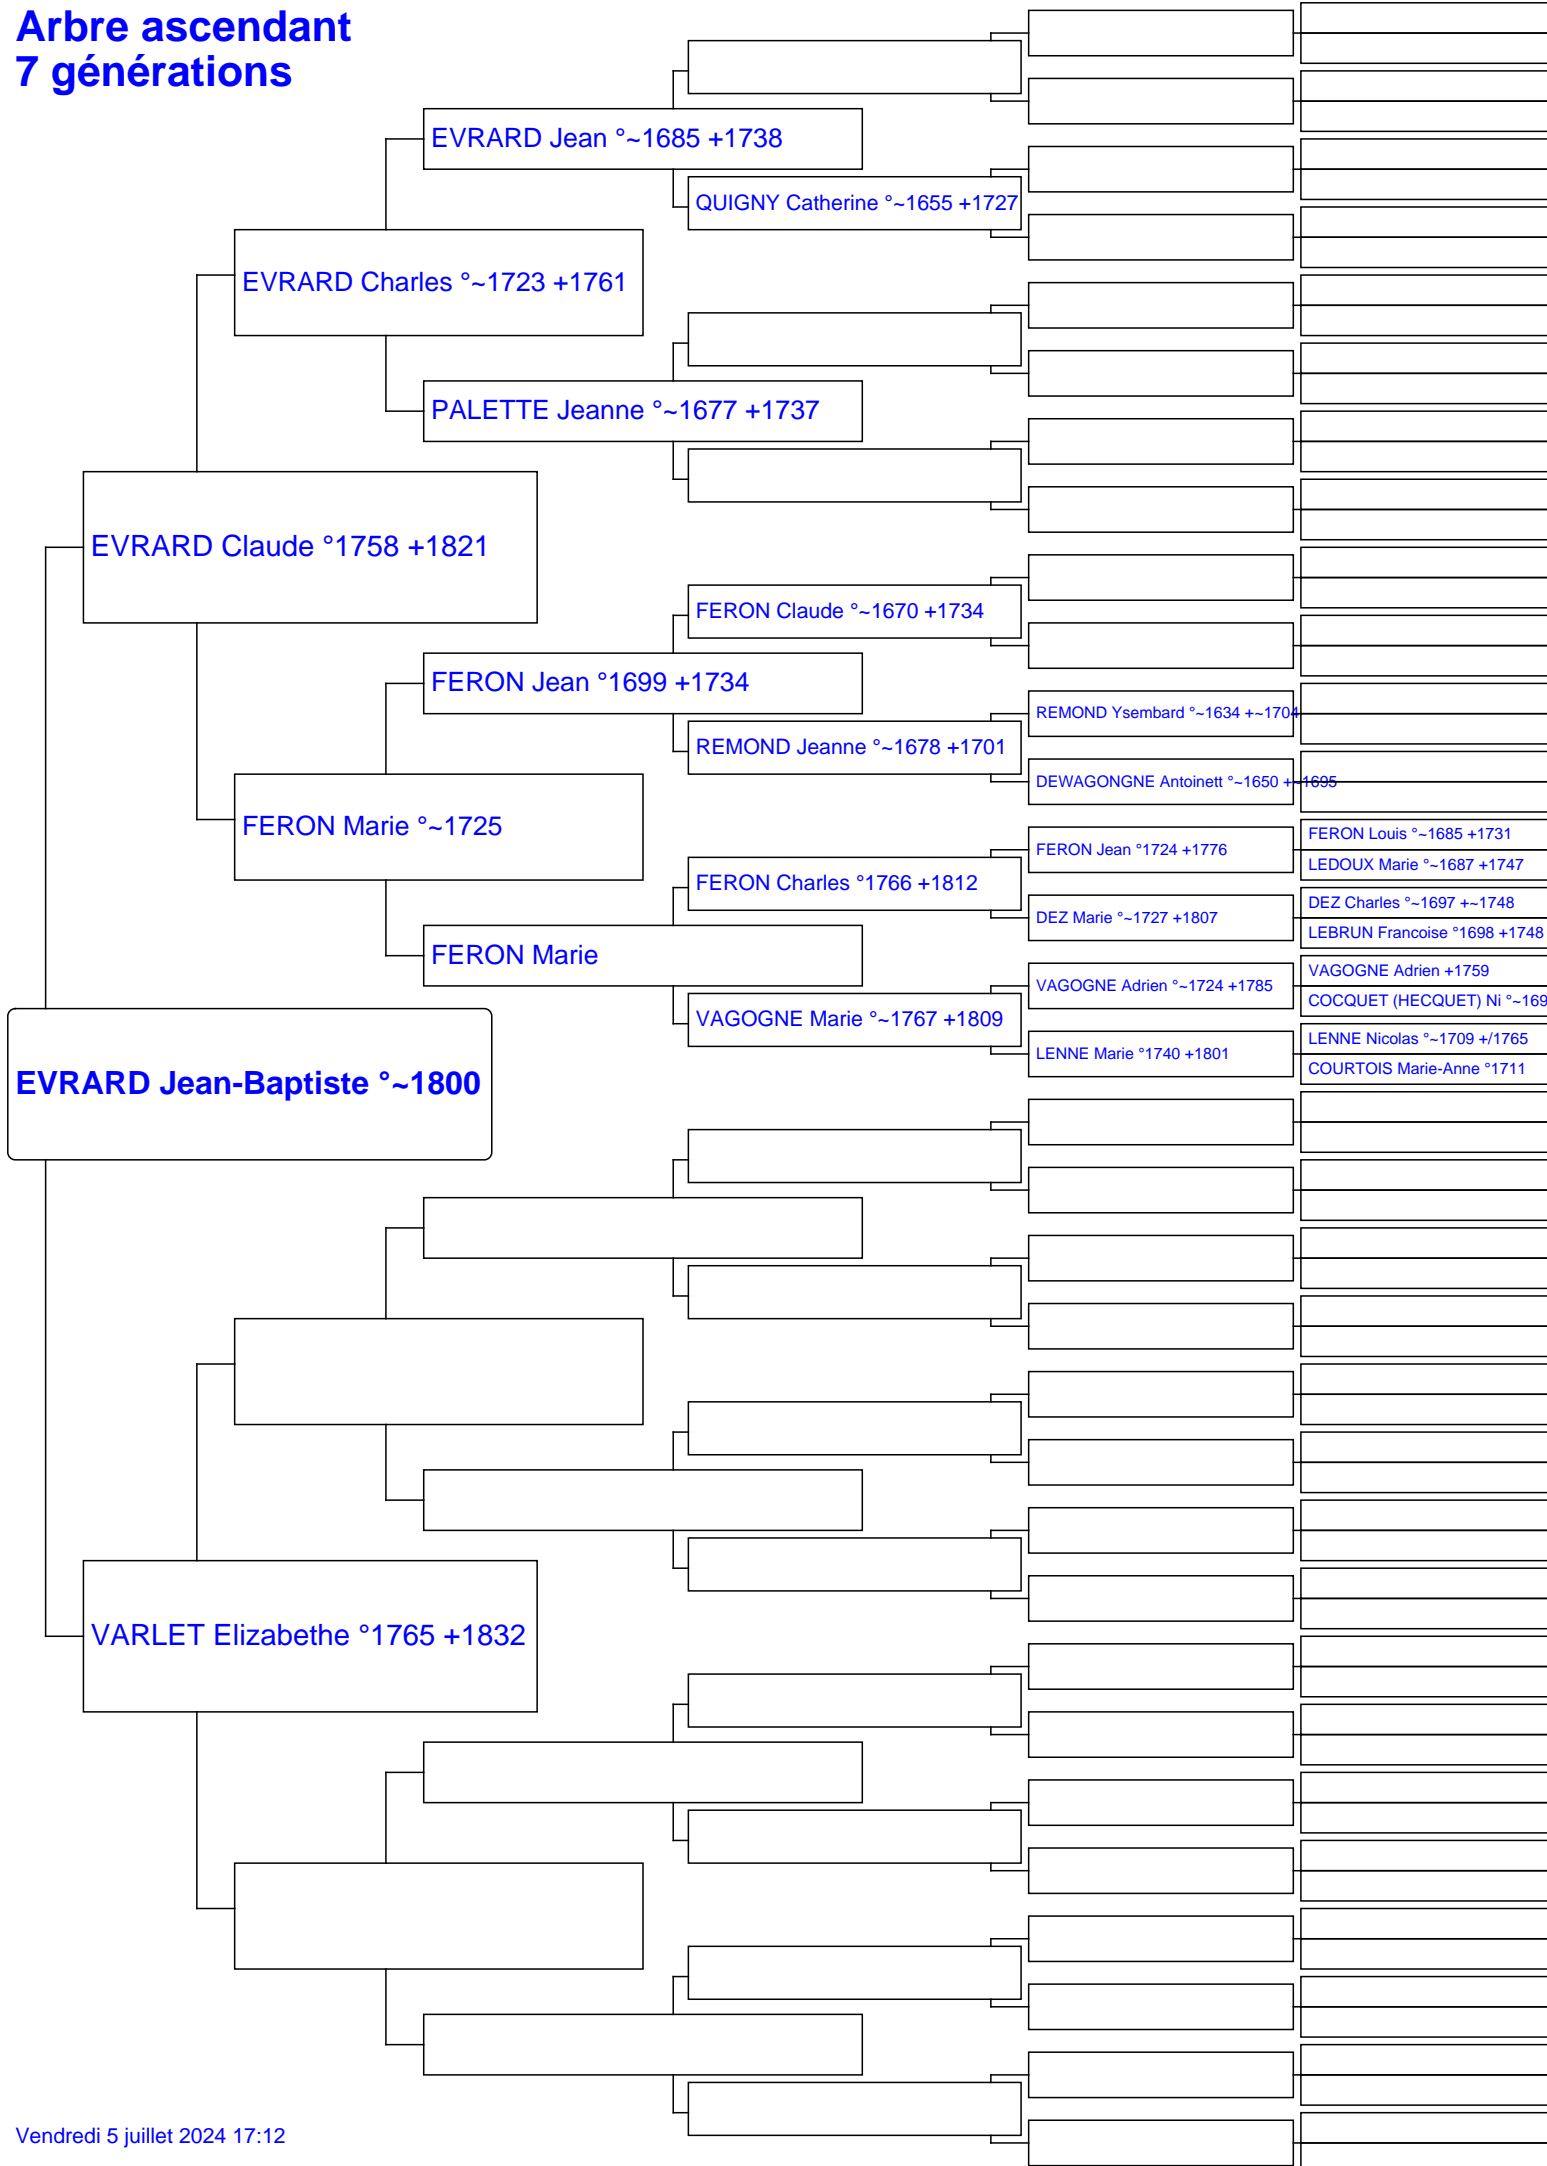 Arbre ascendant
7 générations
EVRARD Jean °~1685 +1738
QUIGNY Catherine °~1655 +1727
EVRARD Charles °~1723 +1761
PALETTE Jeanne °~1677 +1737
EVRARD Claude °1758 +1821
FERON Claude °~1670 +1734
FERON Jean °1699 +1734
REMOND Ysembard °~1634 +~1704
REMOND Jeanne °~1678 +1701
DEWAGONGNE Antoinett °~1650 +~1695
FERON Marie °~1725
FERON Louis °~1685 +1731
FERON Jean °1724 +1776
LEDOUX Marie °~1687 +1747
FERON Charles °1766 +1812
DEZ Charles °~1697 +~1748
DEZ Marie °~1727 +1807
LEBRUN Francoise °1698 +1748
FERON Marie
VAGOGNE Adrien +1759
VAGOGNE Adrien °~1724 +1785
COCQUET (HECQUET) Ni °~169
VAGOGNE Marie °~1767 +1809
LENNE Nicolas °~1709 +/1765
LENNE Marie °1740 +1801
COURTOIS Marie-Anne °1711
EVRARD Jean-Baptiste °~1800
VARLET Elizabethe °1765 +1832
Vendredi 5 juillet 2024 17:12